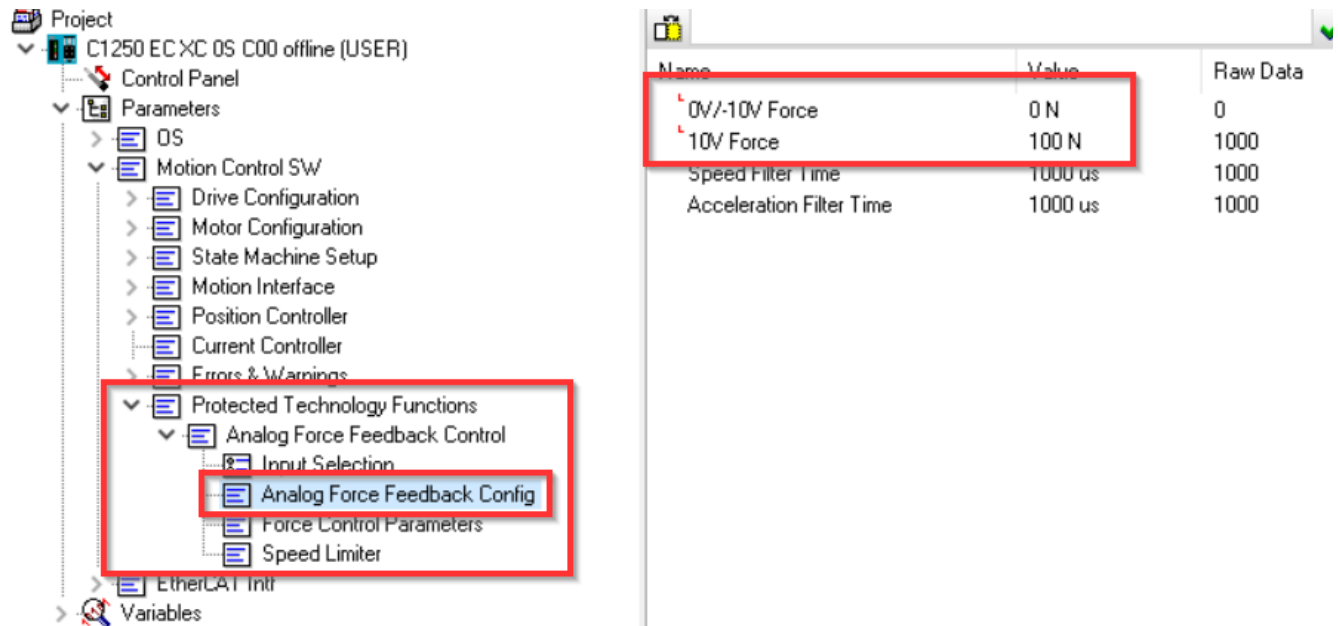 Project
C1250 EC XC 0S C00 offline (USER)
Control Panel
Parameters
OS
Motion Control SW
Drive Configuration
Motor Configuration
State Machine Setup
Motion Interface
Position Controller
Current Controller
Errors & Warnings
Protected Technology Functions
Analog Force Feedback Control
Input Selection
Analog Force Feedback Config
Force Control Parameters
Speed Limiter
EtherCAT Intf
Variables
Name Value Raw Data
0V/-10V Force 0 N 0
10V Force 100 N 1000
Speed Filter Time 1000 us 1000
Acceleration Filter Time 1000 us 1000